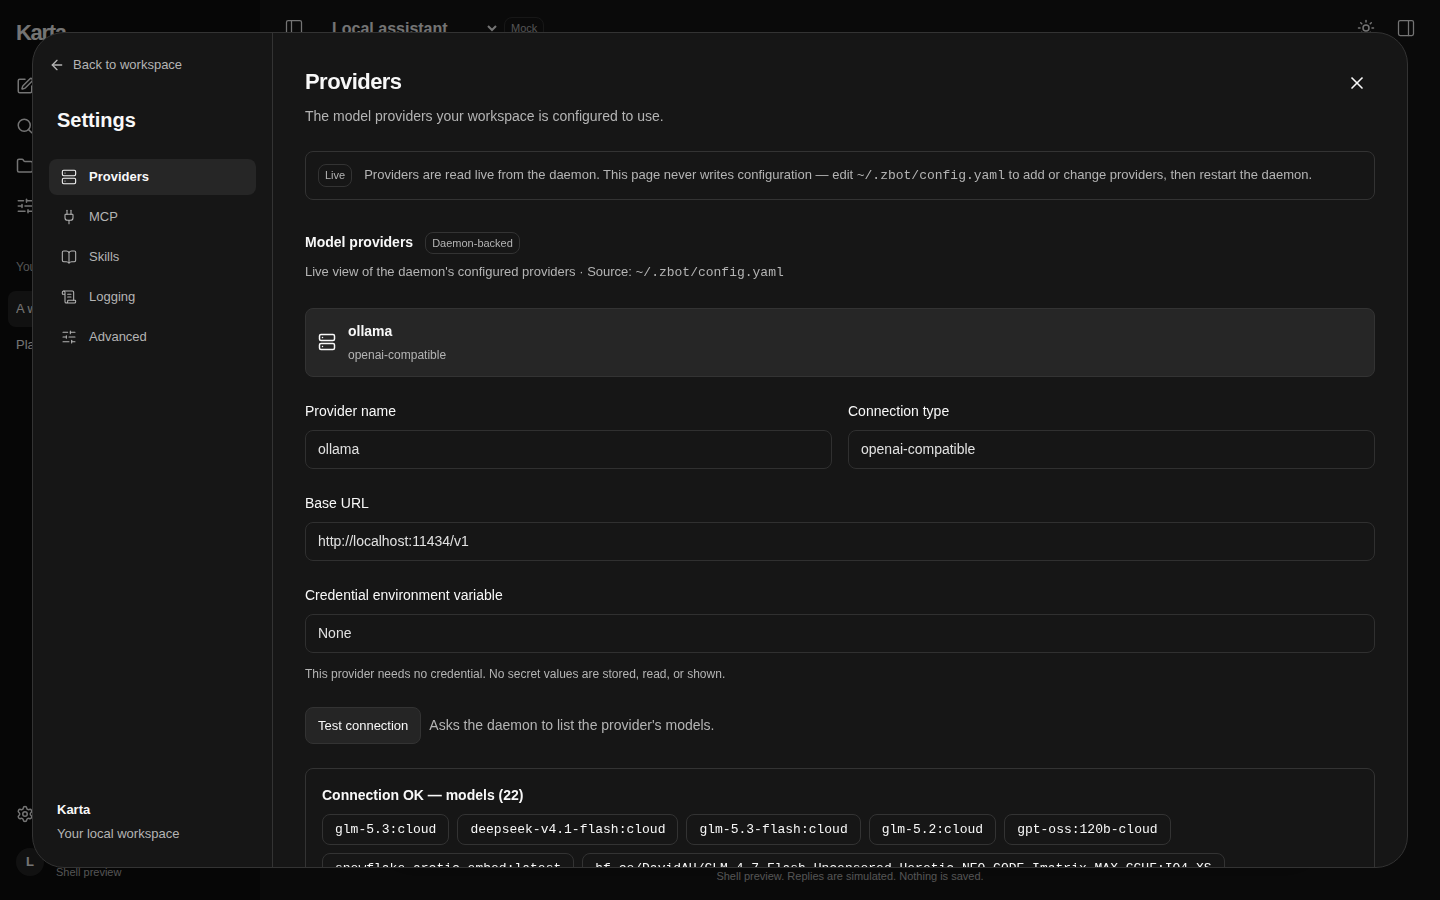 Karta
Local assistant
Mock
Back to workspace
Settings
Providers
MCP
Skills
Logging
Advanced
You
A w
Pla
Karta
Your local workspace
L
Shell preview
Providers
The model providers your workspace is configured to use.
Live
Providers are read live from the daemon. This page never writes configuration — edit ~/.zbot/config.yaml to add or change providers, then restart the daemon.
Model providers
Daemon-backed
Live view of the daemon's configured providers · Source: ~/.zbot/config.yaml
ollama
openai-compatible
Provider name
Connection type
ollama
openai-compatible
Base URL
http://localhost:11434/v1
Credential environment variable
None
This provider needs no credential. No secret values are stored, read, or shown.
Test connection
Asks the daemon to list the provider's models.
Connection OK — models (22)
glm-5.3:cloud
deepseek-v4.1-flash:cloud
glm-5.3-flash:cloud
glm-5.2:cloud
gpt-oss:120b-cloud
snowflake-arctic-embed:latest
Shell preview. Replies are simulated. Nothing is saved.